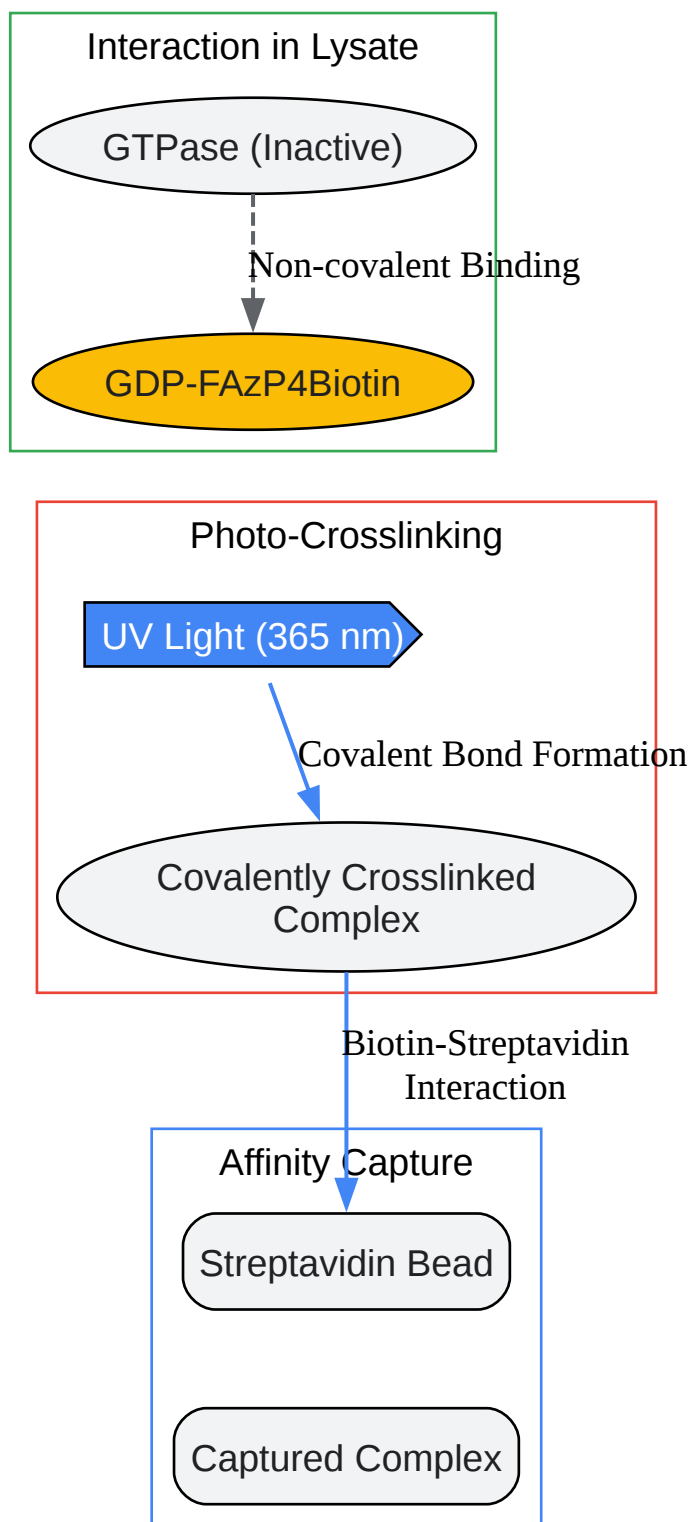 Interaction in Lysate
GTPase (Inactive)
Non-covalent Binding
GDP-FAzP4Biotin
Photo-Crosslinking
UV Light (365 nm)
Covalent Bond Formation
Covalently Crosslinked
Complex
Biotin-Streptavidin
Interaction
Affinity Capture
Streptavidin Bead
Captured Complex